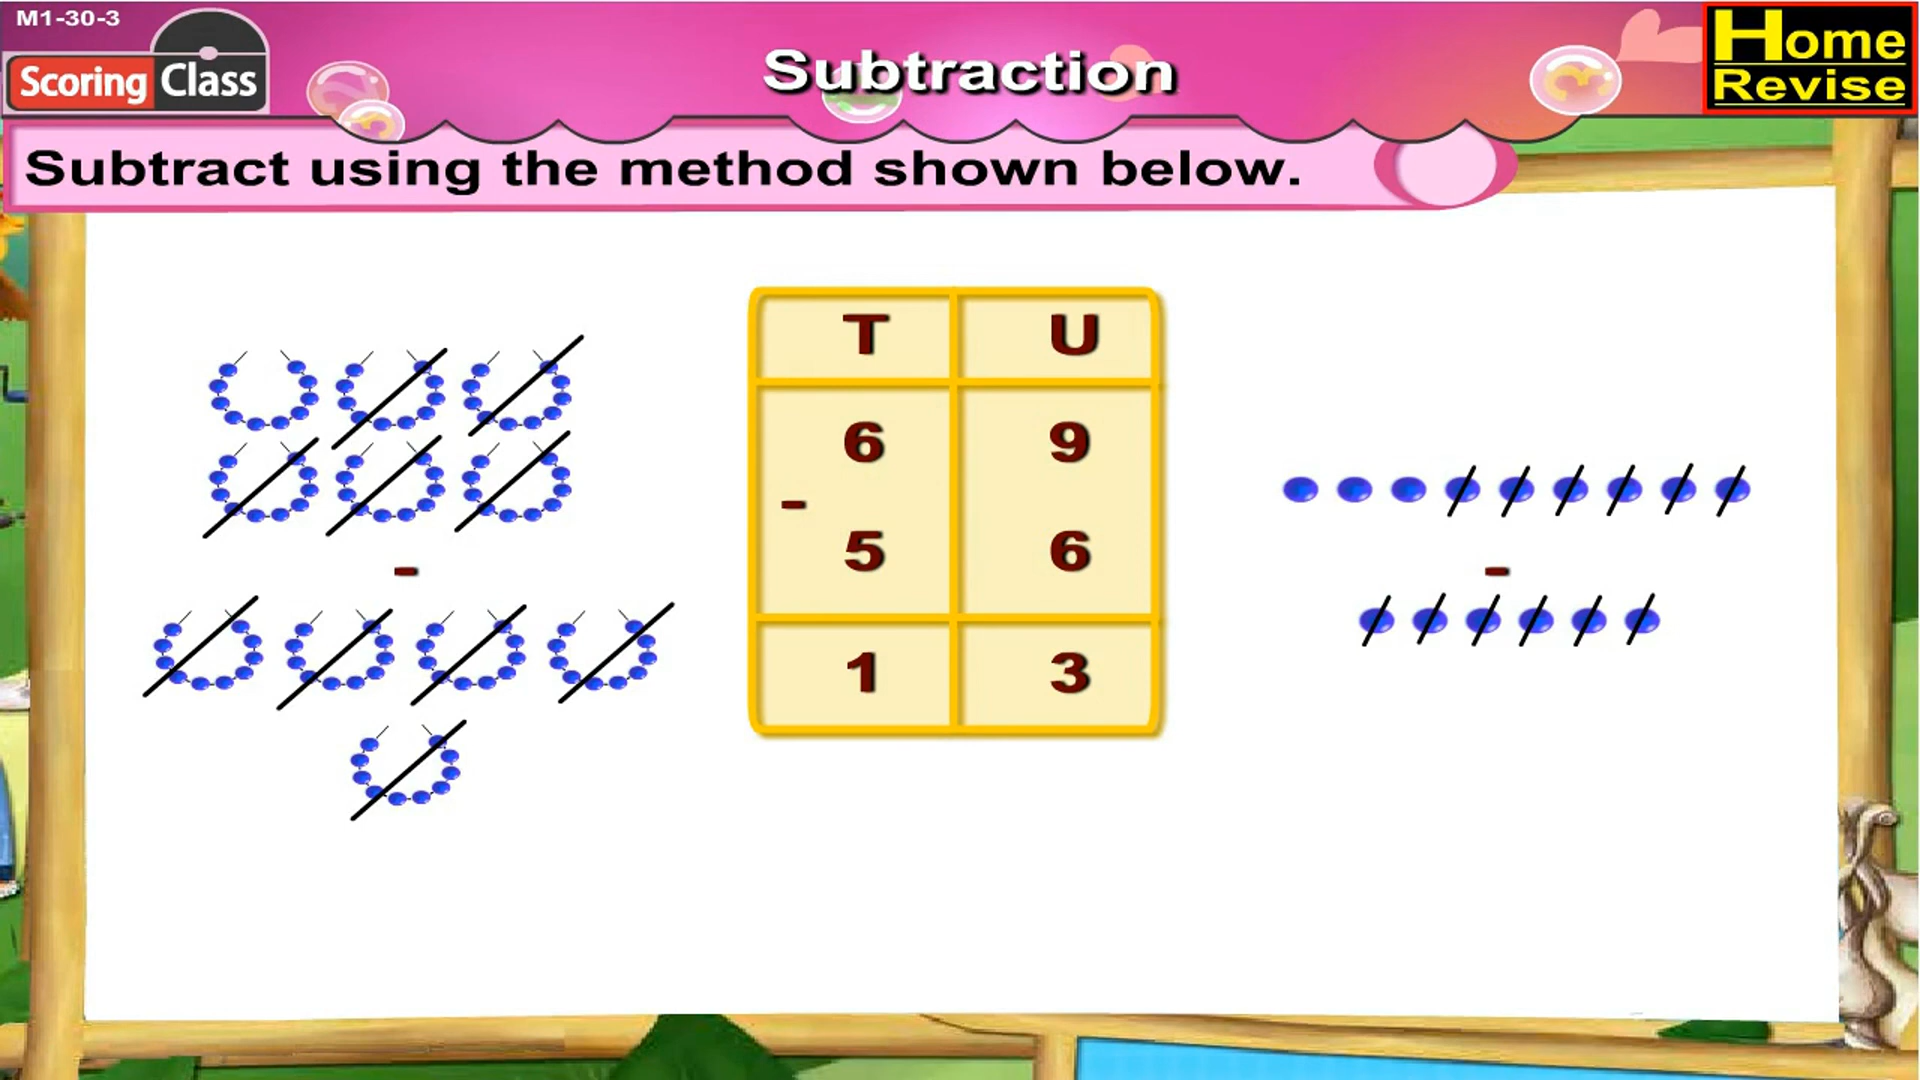 M1-30-3
Scoring Class
Subtraction
Home
Revise
Subtract using the method shown below.
T U
6 9
-
5 6
1 3
-
-